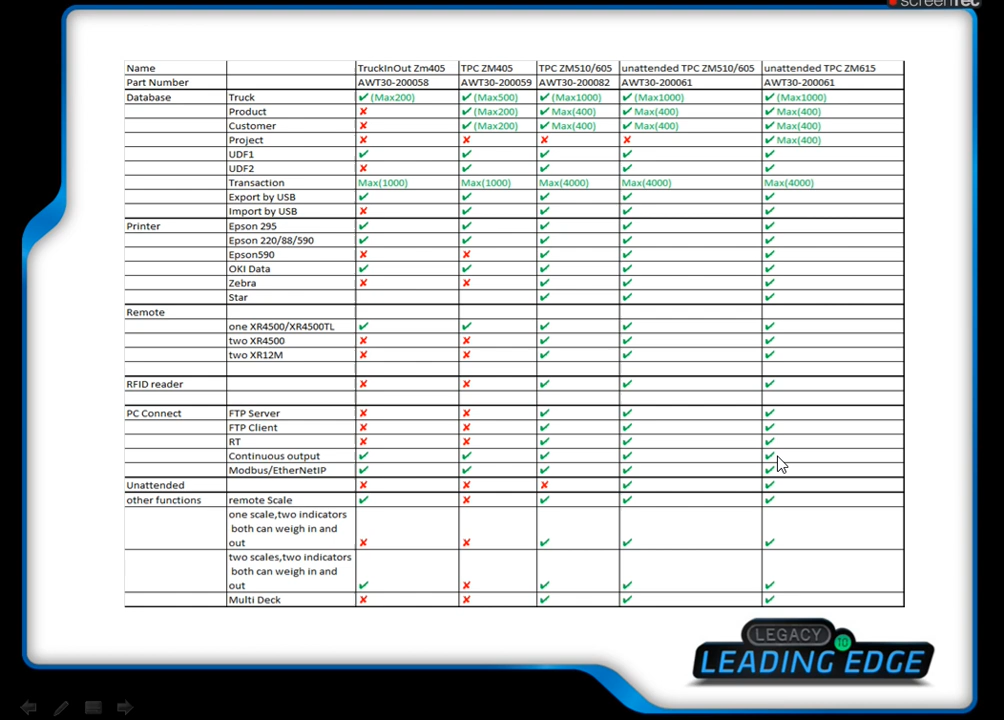 Name TruckInOut Zm405 TPC ZM405 TPC ZM510/605 unattended TPC ZM510/605 unattended TPC ZM615
Part Number AWT30-200058 AWT30-200059 AWT30-200082 AWT30-200061 AWT30-200061
Database Truck ✔(Max200) ✔(Max500) ✔(Max1000) ✔(Max1000) ✔(Max1000)
Product ✘ ✔(Max200) ✔Max(400) ✔Max(400) ✔Max(400)
Customer ✘ ✔(Max200) ✔Max(400) ✔Max(400) ✔Max(400)
Project ✘ ✘ ✘ ✘ ✔Max(400)
UDF1 ✔ ✔ ✔ ✔ ✔
UDF2 ✘ ✔ ✔ ✔ ✔
Transaction Max(1000) Max(1000) Max(4000) Max(4000) Max(4000)
Export by USB ✔ ✔ ✔ ✔ ✔
Import by USB ✘ ✔ ✔ ✔ ✔
Printer Epson 295 ✔ ✔ ✔ ✔ ✔
Epson 220/88/590 ✔ ✔ ✔ ✔ ✔
Epson590 ✘ ✘ ✔ ✔ ✔
OKI Data ✔ ✔ ✔ ✔ ✔
Zebra ✘ ✘ ✔ ✔ ✔
Star ✔ ✔ ✔
Remote
one XR4500/XR4500TL ✔ ✔ ✔ ✔ ✔
two XR4500 ✘ ✘ ✔ ✔ ✔
two XR12M ✘ ✘ ✔ ✔ ✔
RFID reader ✘ ✘ ✔ ✔ ✔
PC Connect FTP Server ✘ ✘ ✔ ✔ ✔
FTP Client ✘ ✘ ✔ ✔ ✔
RT ✘ ✘ ✔ ✔ ✔
Continuous output ✔ ✔ ✔ ✔ ✔
Modbus/EtherNetIP ✔ ✔ ✔ ✔ ✔
Unattended ✘ ✘ ✘ ✔ ✔
other functions remote Scale ✔ ✘ ✔ ✔ ✔
one scale,two indicators
both can weigh in and
out ✘ ✘ ✔ ✔ ✔
two scales,two indicators
both can weigh in and
out ✔ ✘ ✔ ✔ ✔
Multi Deck ✘ ✘ ✔ ✔ ✔
LEGACY TO
LEADING EDGE